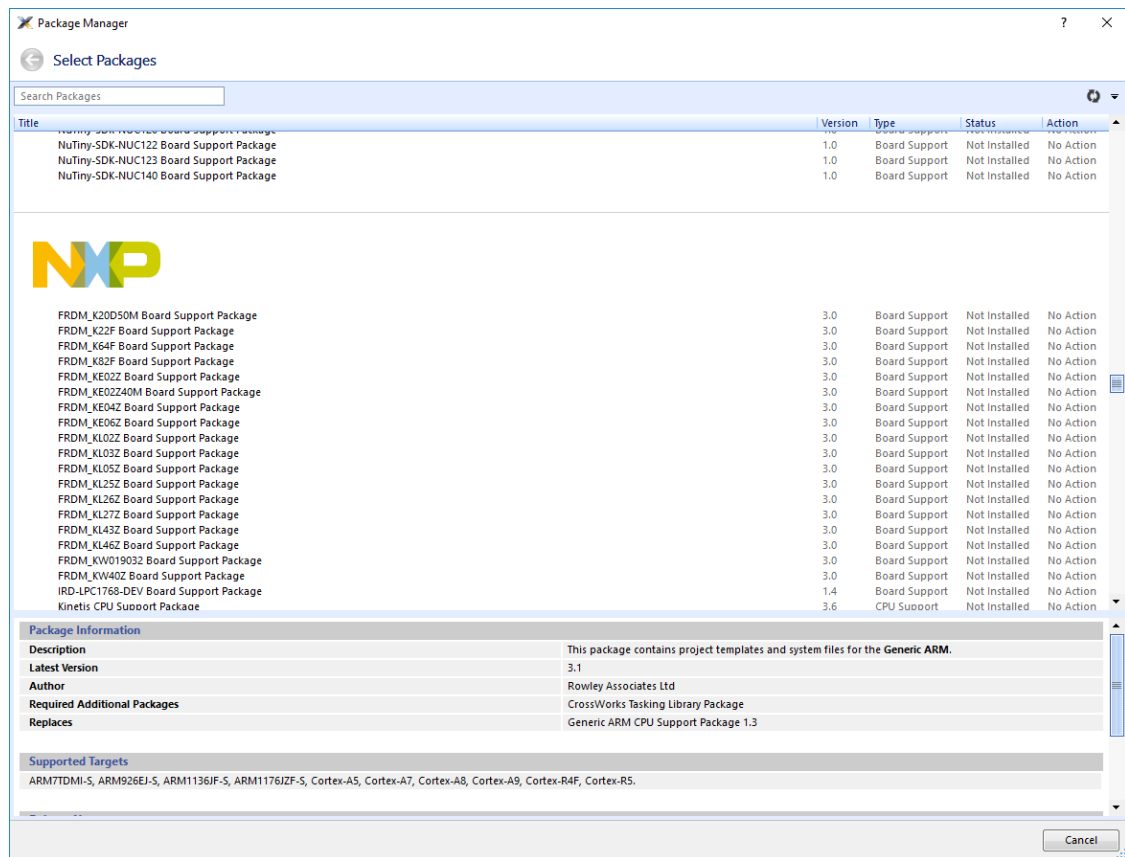 Package Manager
?
Select Packages
Search Packages
Title Version Type Status Action
NuTiny-SDK-NUC122 Board Support Package 1.0 Board Support Not Installed No Action
NuTiny-SDK-NUC123 Board Support Package 1.0 Board Support Not Installed No Action
NuTiny-SDK-NUC140 Board Support Package 1.0 Board Support Not Installed No Action
NXP
FRDM_K20D50M Board Support Package 3.0 Board Support Not Installed No Action
FRDM_K22F Board Support Package 3.0 Board Support Not Installed No Action
FRDM_K64F Board Support Package 3.0 Board Support Not Installed No Action
FRDM_K82F Board Support Package 3.0 Board Support Not Installed No Action
FRDM_KE02Z Board Support Package 3.0 Board Support Not Installed No Action
FRDM_KE02Z40M Board Support Package 3.0 Board Support Not Installed No Action
FRDM_KE04Z Board Support Package 3.0 Board Support Not Installed No Action
FRDM_KE06Z Board Support Package 3.0 Board Support Not Installed No Action
FRDM_KL02Z Board Support Package 3.0 Board Support Not Installed No Action
FRDM_KL03Z Board Support Package 3.0 Board Support Not Installed No Action
FRDM_KL05Z Board Support Package 3.0 Board Support Not Installed No Action
FRDM_KL25Z Board Support Package 3.0 Board Support Not Installed No Action
FRDM_KL26Z Board Support Package 3.0 Board Support Not Installed No Action
FRDM_KL27Z Board Support Package 3.0 Board Support Not Installed No Action
FRDM_KL43Z Board Support Package 3.0 Board Support Not Installed No Action
FRDM_KL46Z Board Support Package 3.0 Board Support Not Installed No Action
FRDM_KW019032 Board Support Package 3.0 Board Support Not Installed No Action
FRDM_KW40Z Board Support Package 3.0 Board Support Not Installed No Action
IRD-LPC1768-DEV Board Support Package 1.4 Board Support Not Installed No Action
Kinetis CPU Support Package 3.6 CPU Support Not Installed No Action
Package Information
Description This package contains project templates and system files for the Generic ARM.
Latest Version 3.1
Author Rowley Associates Ltd
Required Additional Packages CrossWorks Tasking Library Package
Replaces Generic ARM CPU Support Package 1.3
Supported Targets
ARM7TDMI-S, ARM926EJ-S, ARM1136JF-S, ARM1176JZF-S, Cortex-A5, Cortex-A7, Cortex-A8, Cortex-A9, Cortex-R4F, Cortex-R5.
Cancel